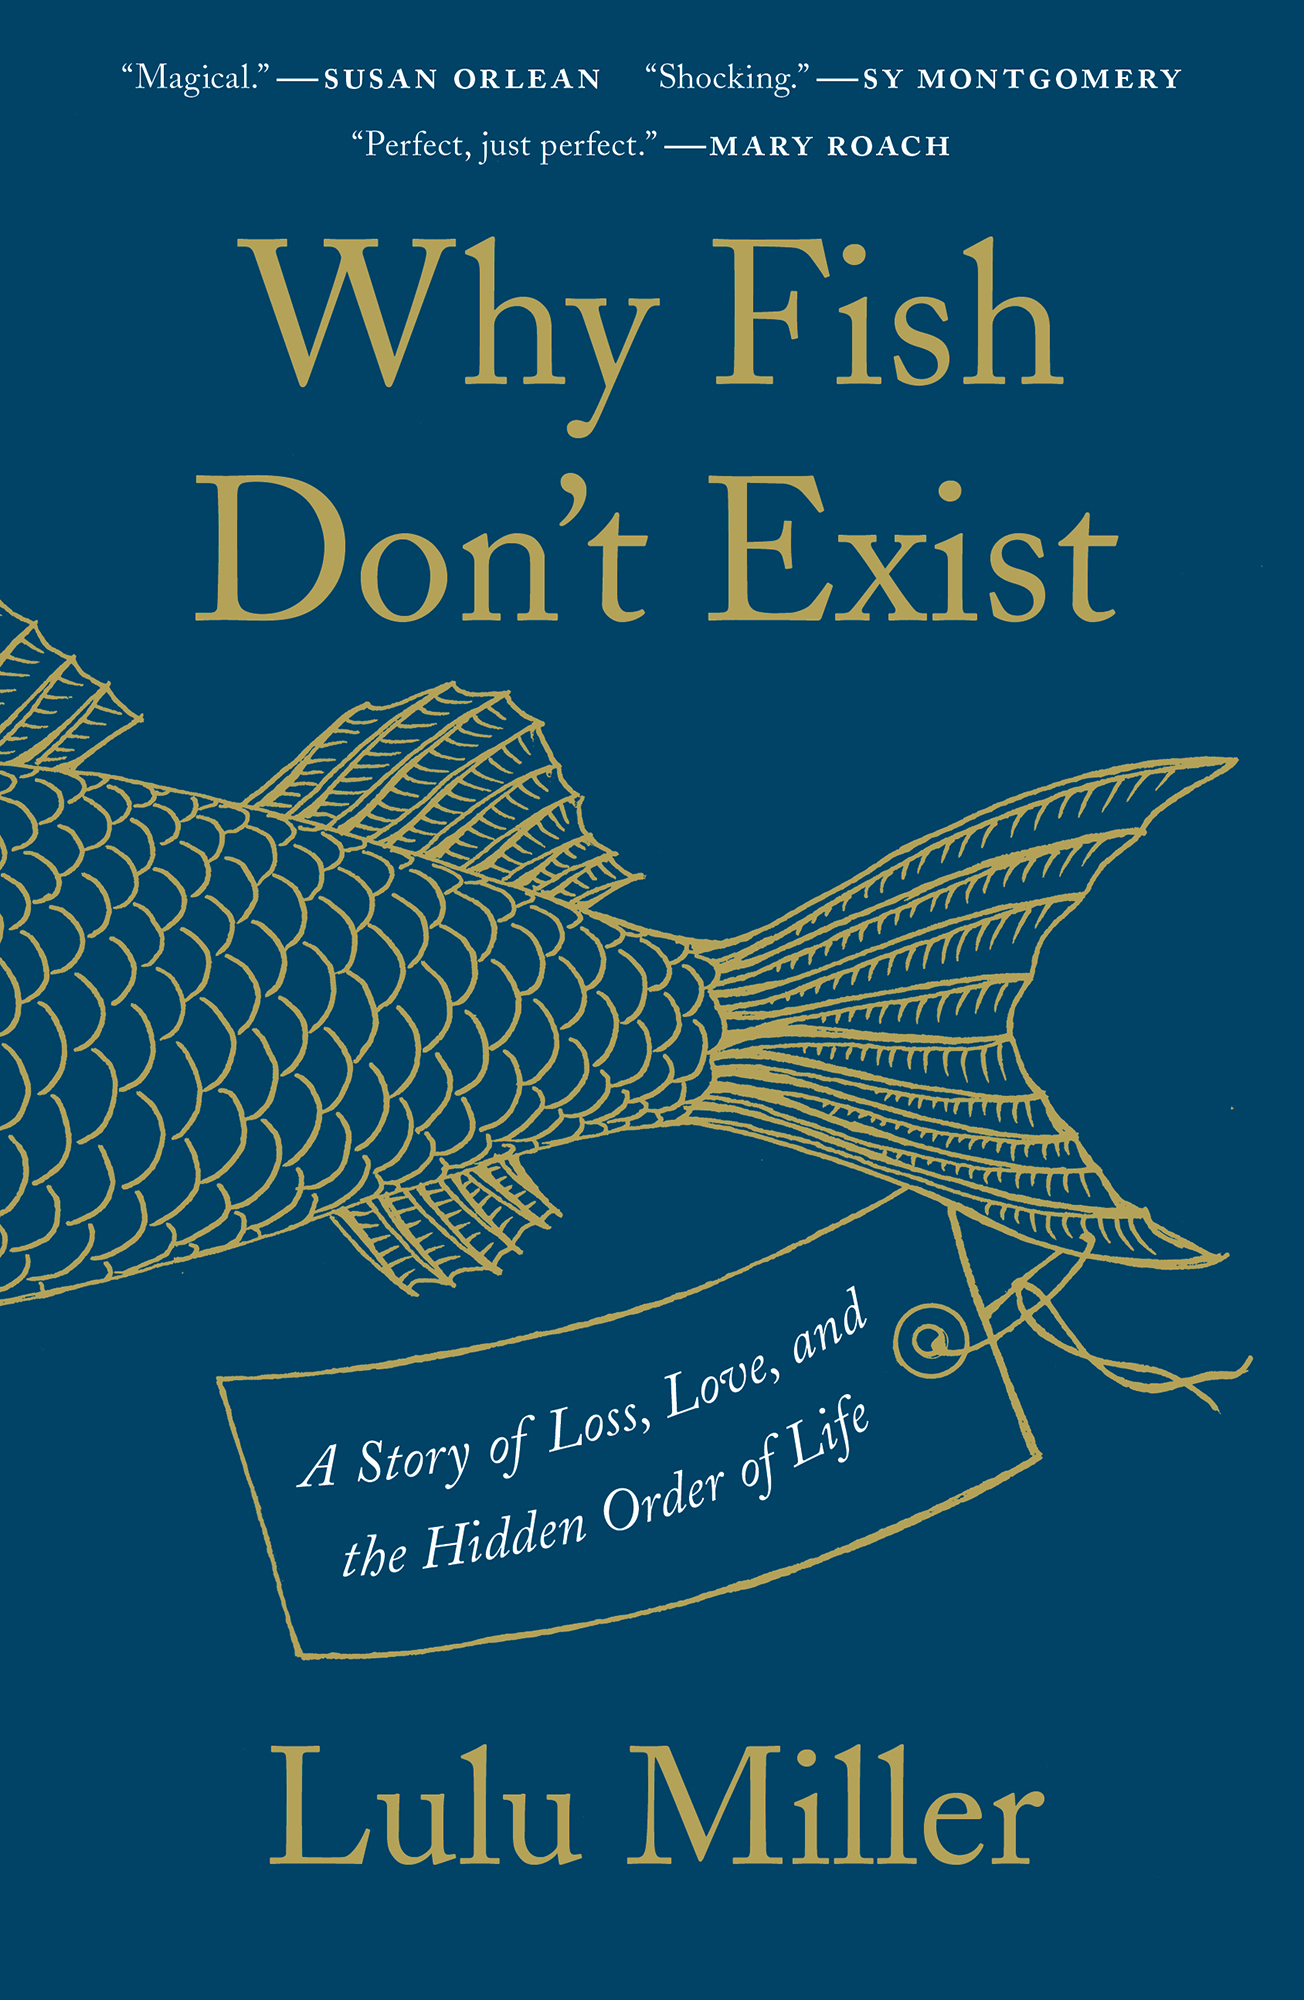 “Magical.”—SUSAN ORLEAN “Shocking.”—SY MONTGOMERY
“Perfect, just perfect.”—MARY ROACH
Why Fish
Don’t Exist
A Story of Loss, Love, and
the Hidden Order of Life
Lulu Miller